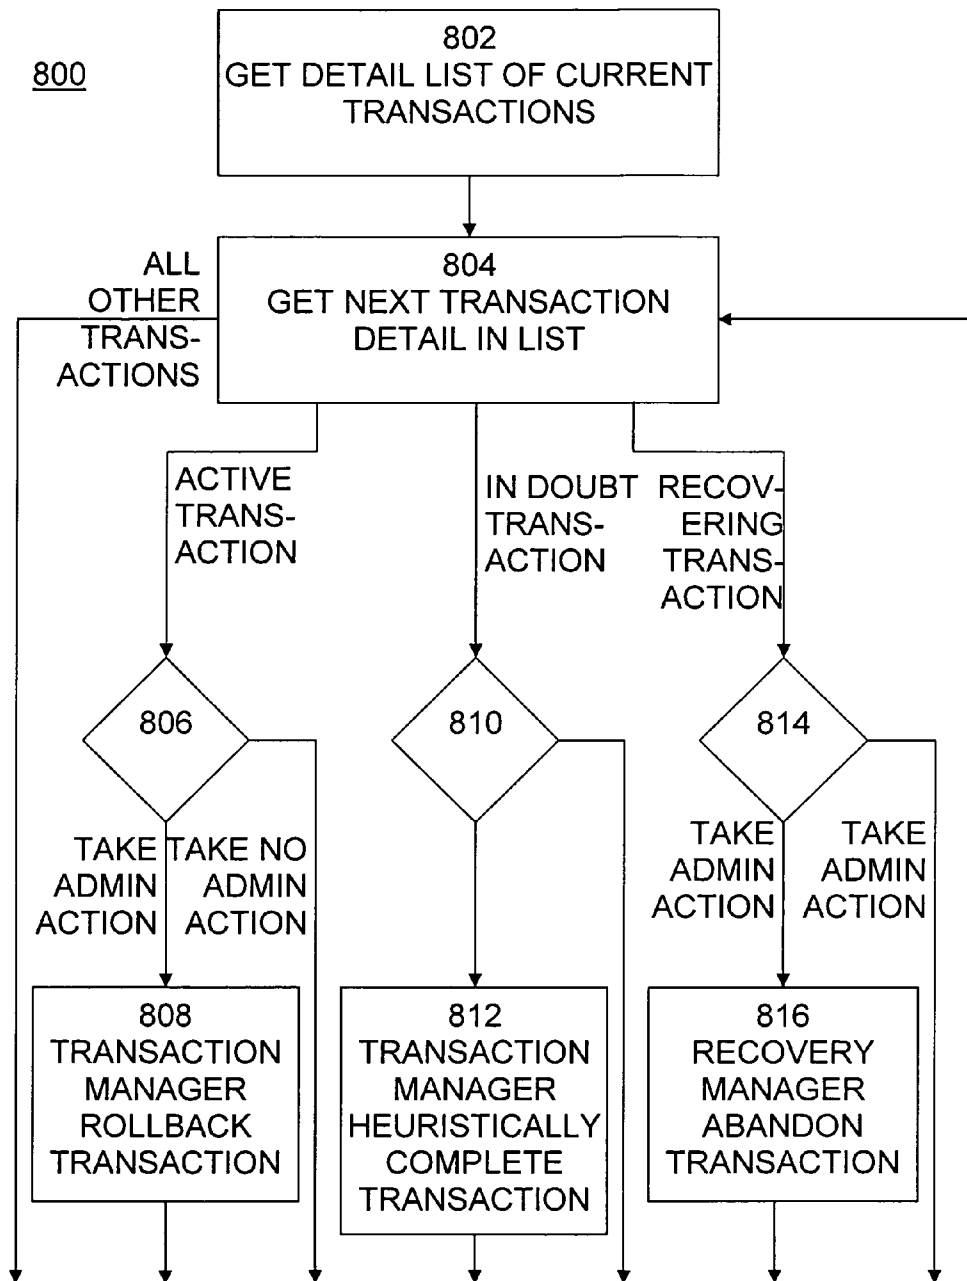 800
802
GET DETAIL LIST OF CURRENT
TRANSACTIONS
ALL
OTHER
TRANS-
ACTIONS
804
GET NEXT TRANSACTION
DETAIL IN LIST
ACTIVE
TRANS-
ACTION
IN DOUBT
TRANS-
ACTION
RECOV-
ERING
TRANS-
ACTION
806
810
814
TAKE
ADMIN
ACTION
TAKE NO
ADMIN
ACTION
TAKE
ADMIN
ACTION
TAKE
ADMIN
ACTION
808
TRANSACTION
MANAGER
ROLLBACK
TRANSACTION
812
TRANSACTION
MANAGER
HEURISTICALLY
COMPLETE
TRANSACTION
816
RECOVERY
MANAGER
ABANDON
TRANSACTION